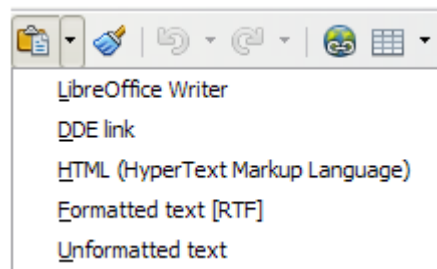 LibreOffice Writer
DDE link
HTML (HyperText Markup Language)
Formatted text [RTF]
Unformatted text